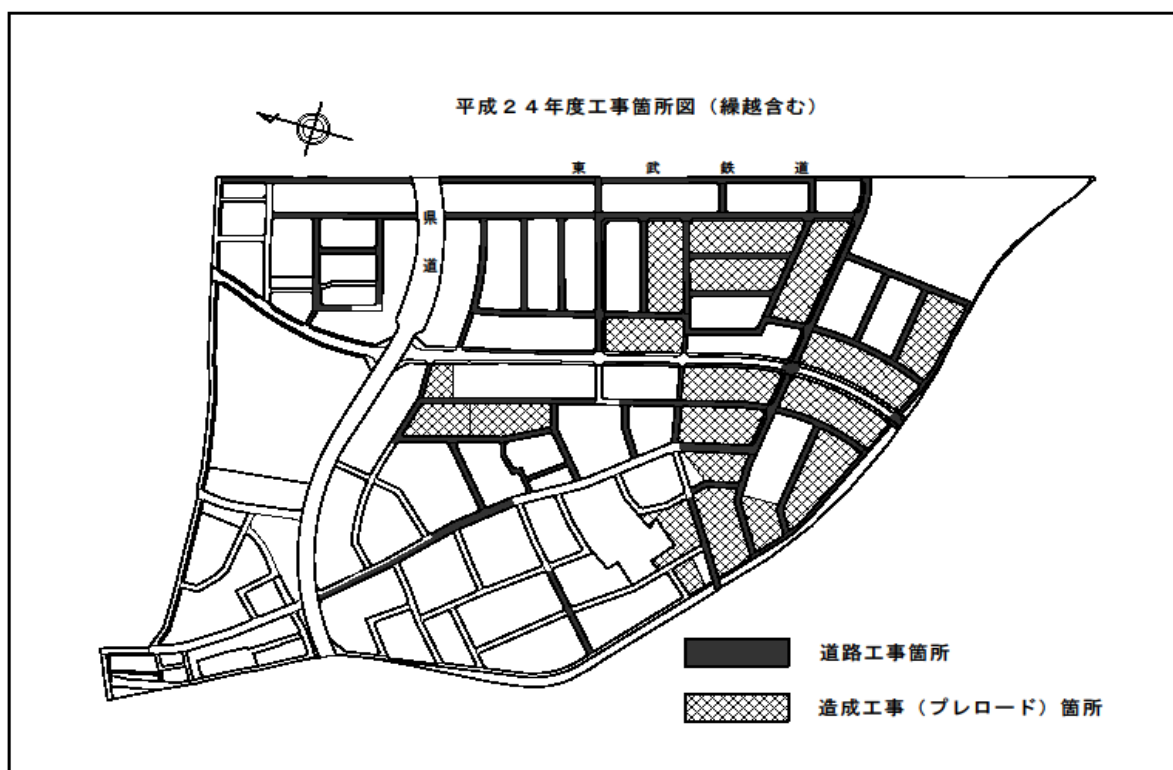 平成２４年度工事箇所図（繰越含む）
東武鉄道
県道
道路工事箇所
造成工事（プレロード）箇所